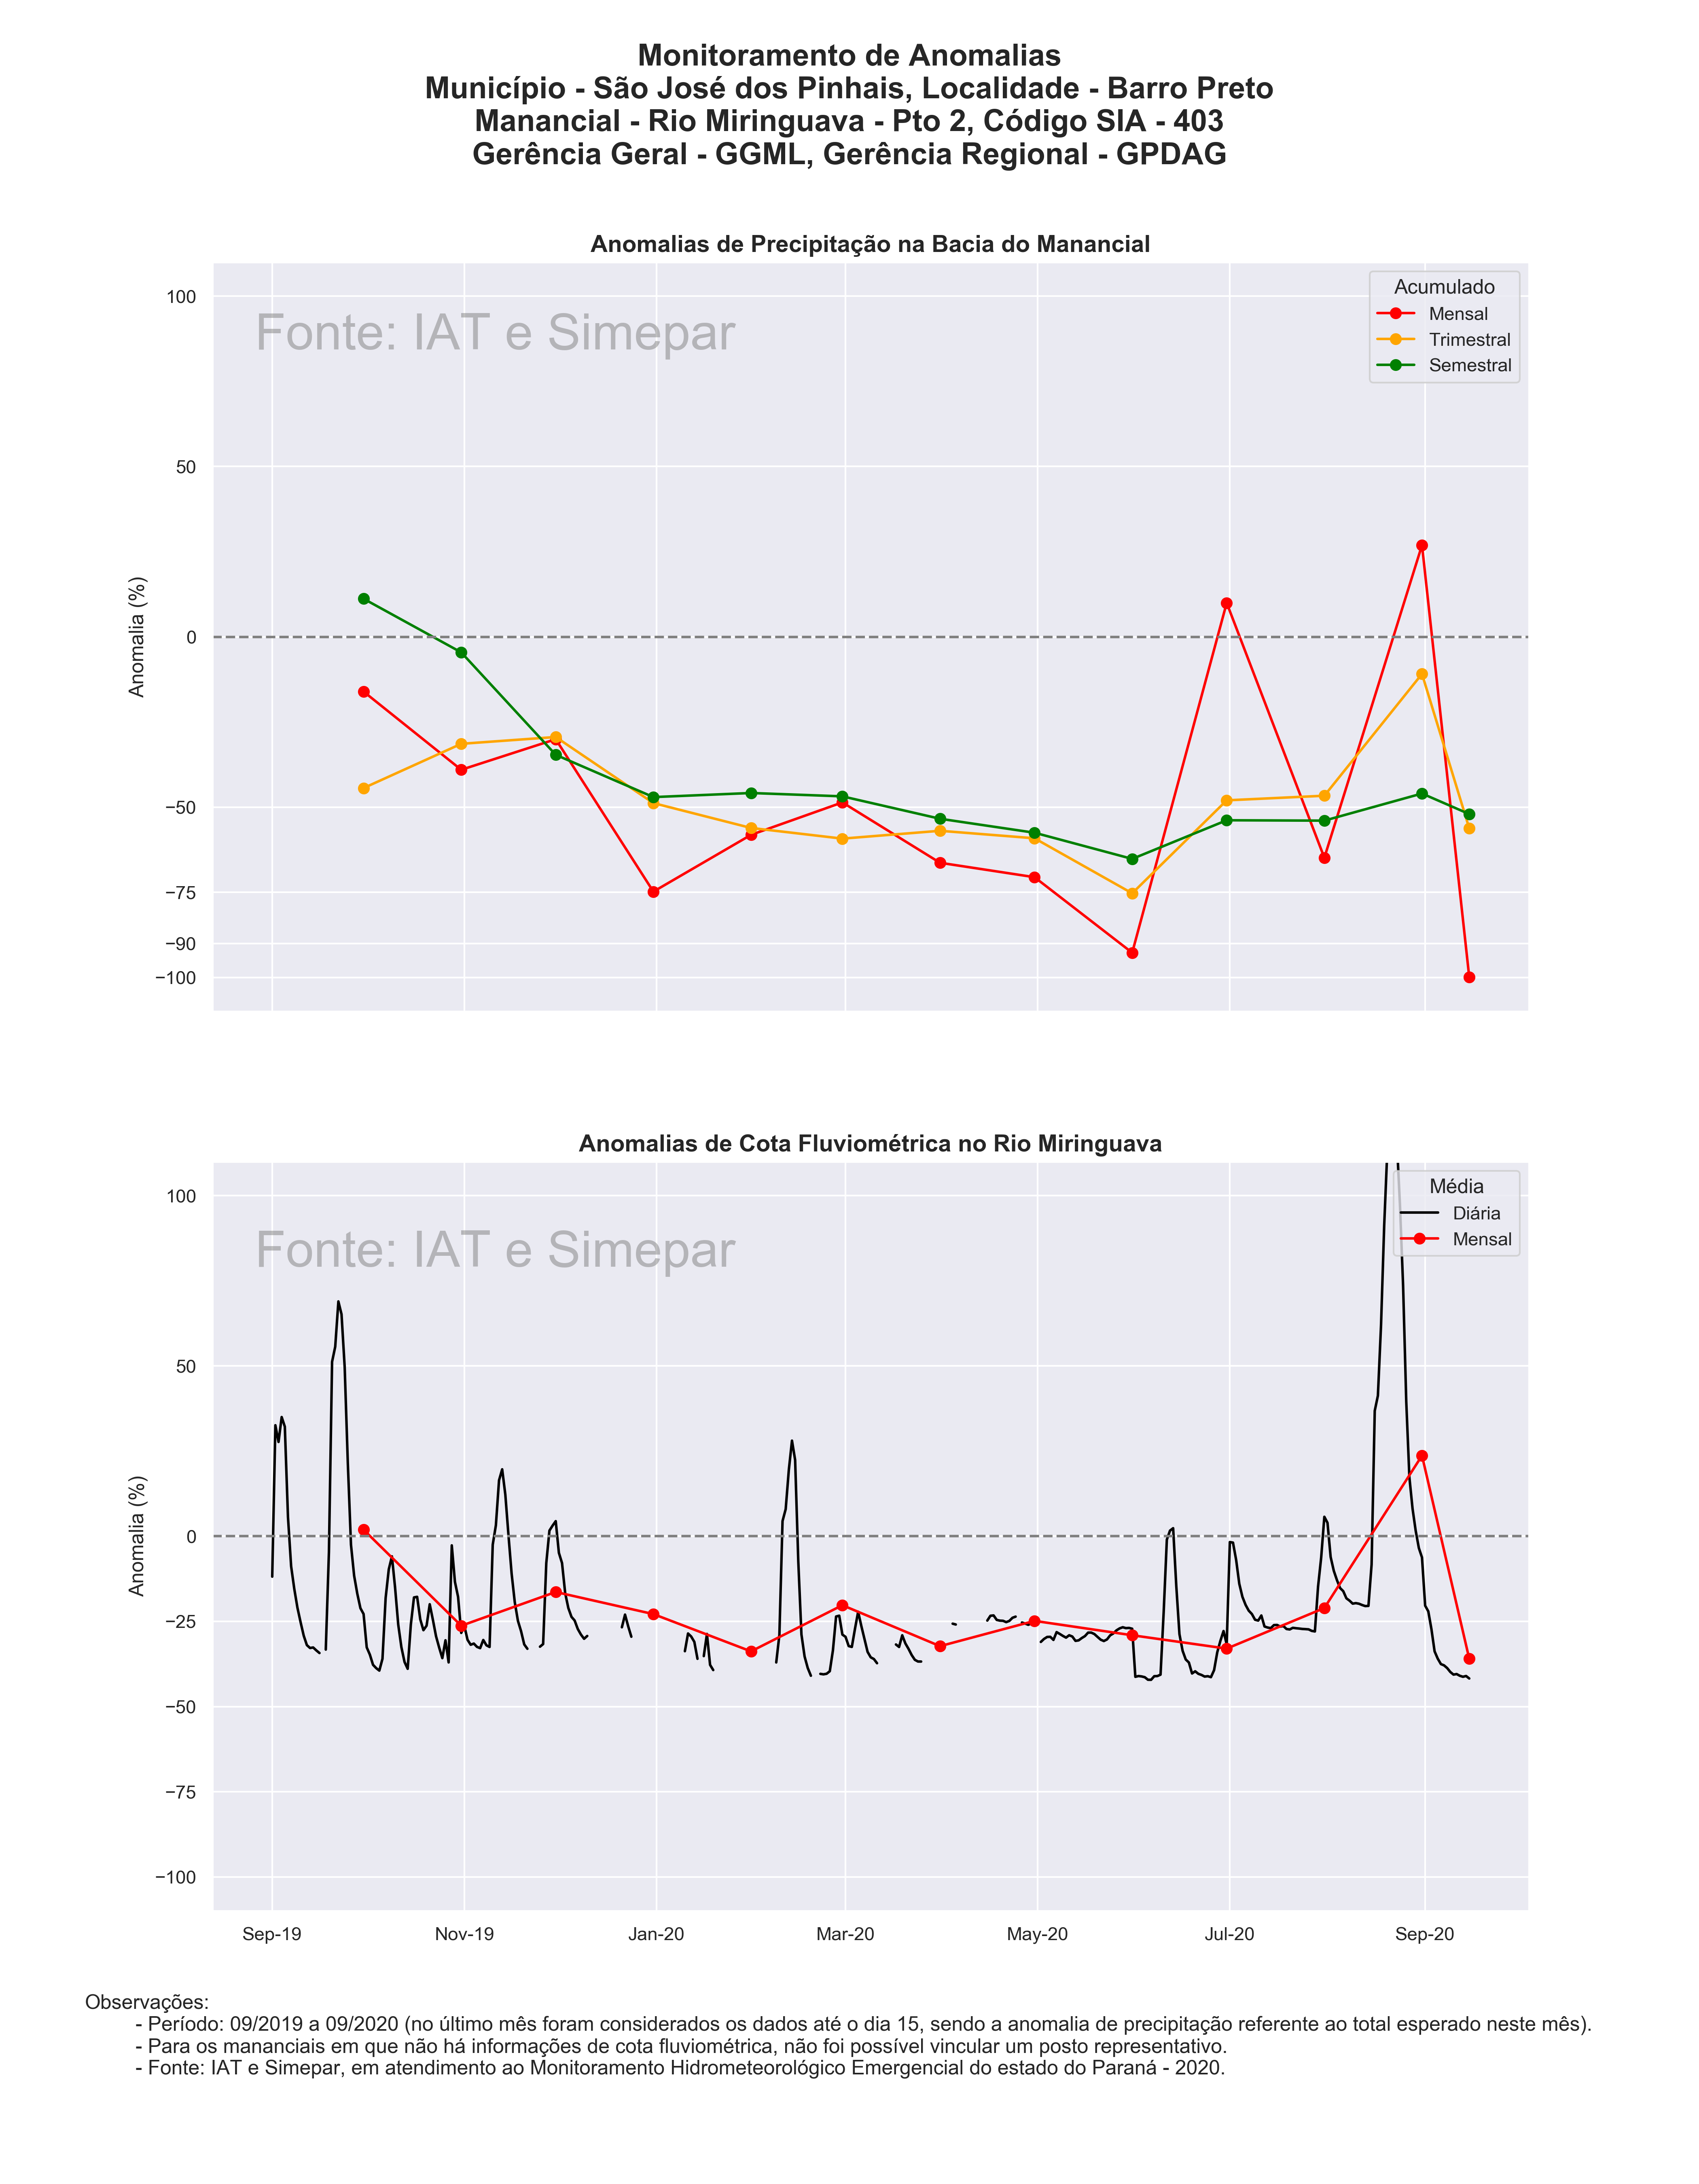 Monitoramento de Anomalias
Município - São José dos Pinhais, Localidade - Barro Preto
Manancial - Rio Miringuava - Pto 2, Código SIA - 403
Gerência Geral - GGML, Gerência Regional - GPDAG
Anomalias de Precipitação na Bacia do Manancial
Fonte: IAT e Simepar
Acumulado
Mensal
Trimestral
Semestral
Anomalia (%)
100
50
0
−50
−75
−90
−100
Anomalias de Cota Fluviométrica no Rio Miringuava
Fonte: IAT e Simepar
Média
Diária
Mensal
Anomalia (%)
100
50
0
−25
−50
−75
−100
Sep-19 Nov-19 Jan-20 Mar-20 May-20 Jul-20 Sep-20
Observações:
- Período: 09/2019 a 09/2020 (no último mês foram considerados os dados até o dia 15, sendo a anomalia de precipitação referente ao total esperado neste mês).
- Para os mananciais em que não há informações de cota fluviométrica, não foi possível vincular um posto representativo.
- Fonte: IAT e Simepar, em atendimento ao Monitoramento Hidrometeorológico Emergencial do estado do Paraná - 2020.